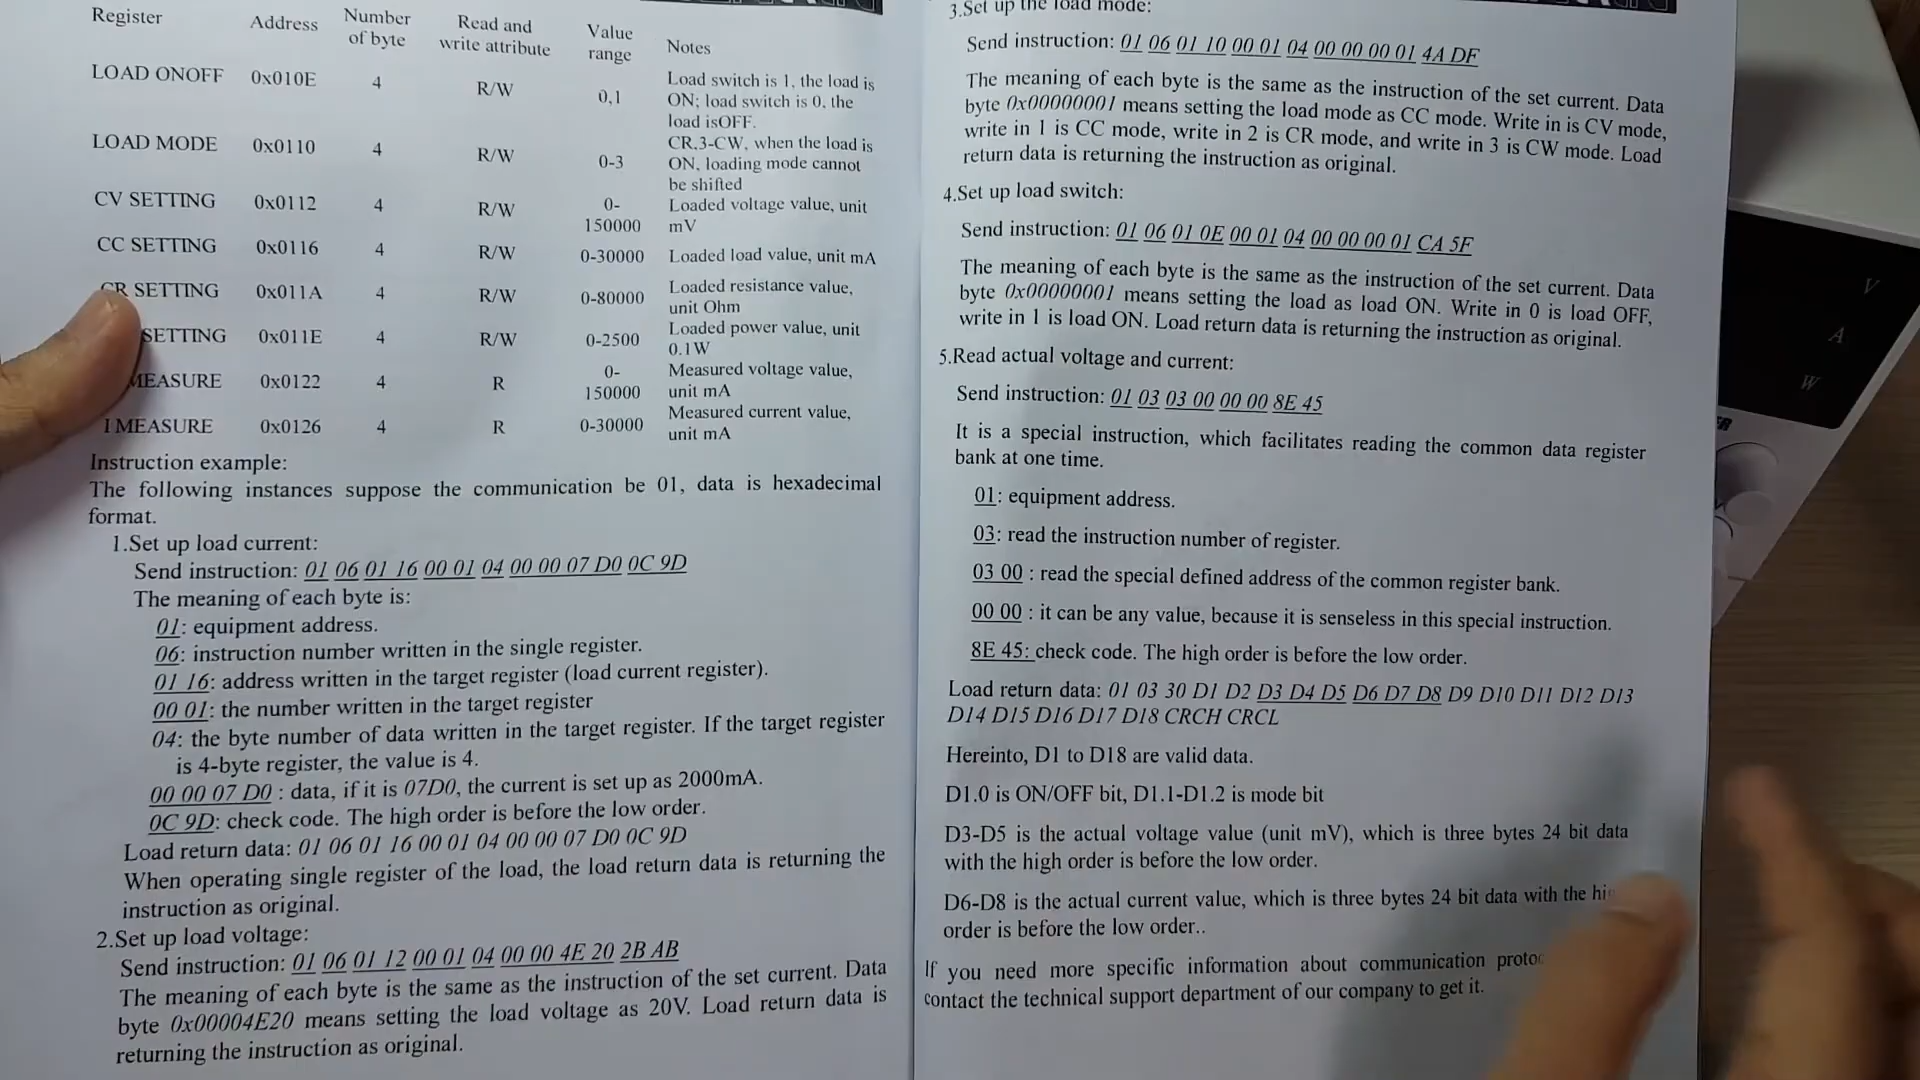 Register Address Number of byte Read and write attribute Value range Notes
LOAD ONOFF 0x010E 4 R/W 0,1 Load switch is 1, the load is
ON; load switch is 0, the
load isOFF.
LOAD MODE 0x0110 4 R/W 0-3 CR,3-CW, when the load is
ON, loading mode cannot
be shifted
CV SETTING 0x0112 4 R/W 0-150000 Loaded voltage value, unit
mV
CC SETTING 0x0116 4 R/W 0-30000 Loaded load value, unit mA
CR SETTING 0x011A 4 R/W 0-80000 Loaded resistance value,
unit Ohm
SETTING 0x011E 4 R/W 0-2500 Loaded power value, unit
0.1W
MEASURE 0x0122 4 R 0-150000 Measured voltage value,
unit mA
I MEASURE 0x0126 4 R 0-30000 Measured current value,
unit mA
Instruction example:
The following instances suppose the communication be 01, data is hexadecimal
format.
1.Set up load current:
Send instruction: 01 06 01 16 00 01 04 00 00 07 D0 0C 9D
The meaning of each byte is:
01: equipment address.
06: instruction number written in the single register.
01 16: address written in the target register (load current register).
00 01: the number written in the target register
04: the byte number of data written in the target register. If the target register
is 4-byte register, the value is 4.
00 00 07 D0 : data, if it is 07D0, the current is set up as 2000mA.
0C 9D: check code. The high order is before the low order.
Load return data: 01 06 01 16 00 01 04 00 00 07 D0 0C 9D
When operating single register of the load, the load return data is returning the
instruction as original.
2.Set up load voltage:
Send instruction: 01 06 01 12 00 01 04 00 00 4E 20 2B AB
The meaning of each byte is the same as the instruction of the set current. Data
byte 0x00004E20 means setting the load voltage as 20V. Load return data is
returning the instruction as original.
3.Set up the load mode:
Send instruction: 01 06 01 10 00 01 04 00 00 00 01 4A DF
The meaning of each byte is the same as the instruction of the set current. Data
byte 0x00000001 means setting the load mode as CC mode. Write in is CV mode,
write in 1 is CC mode, write in 2 is CR mode, and write in 3 is CW mode. Load
return data is returning the instruction as original.
4.Set up load switch:
Send instruction: 01 06 01 0E 00 01 04 00 00 00 01 CA 5F
The meaning of each byte is the same as the instruction of the set current. Data
byte 0x00000001 means setting the load as load ON. Write in 0 is load OFF,
write in 1 is load ON. Load return data is returning the instruction as original.
5.Read actual voltage and current:
Send instruction: 01 03 03 00 00 00 8E 45
It is a special instruction, which facilitates reading the common data register
bank at one time.
01: equipment address.
03: read the instruction number of register.
03 00 : read the special defined address of the common register bank.
00 00 : it can be any value, because it is senseless in this special instruction.
8E 45: check code. The high order is before the low order.
Load return data: 01 03 30 D1 D2 D3 D4 D5 D6 D7 D8 D9 D10 D11 D12 D13
D14 D15 D16 D17 D18 CRCH CRCL
Hereinto, D1 to D18 are valid data.
D1.0 is ON/OFF bit, D1.1-D1.2 is mode bit
D3-D5 is the actual voltage value (unit mV), which is three bytes 24 bit data
with the high order is before the low order.
D6-D8 is the actual current value, which is three bytes 24 bit data with the
order is before the low order..
If you need more specific information about communication
contact the technical support department of our company to get it.
V
A
W